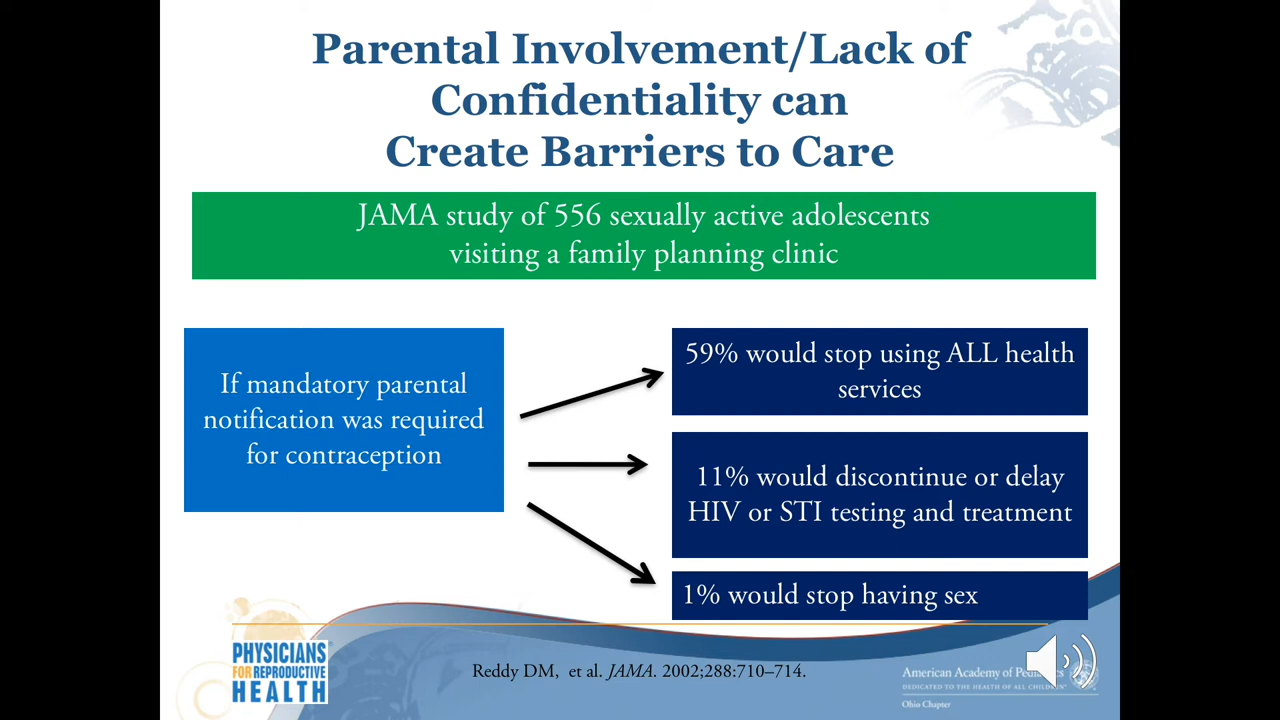 Parental Involvement/Lack of
Confidentiality can
Create Barriers to Care
JAMA study of 556 sexually active adolescents
visiting a family planning clinic
If mandatory parental
notification was required
for contraception
59% would stop using ALL health
services
11% would discontinue or delay
HIV or STI testing and treatment
1% would stop having sex
PHYSICIANS
FOR REPRODUCTIVE
HEALTH
Reddy DM, et al. JAMA. 2002;288:710–714.
American Academy of
DEDICATED TO THE HEALTH OF ALL
Ohio Chapter